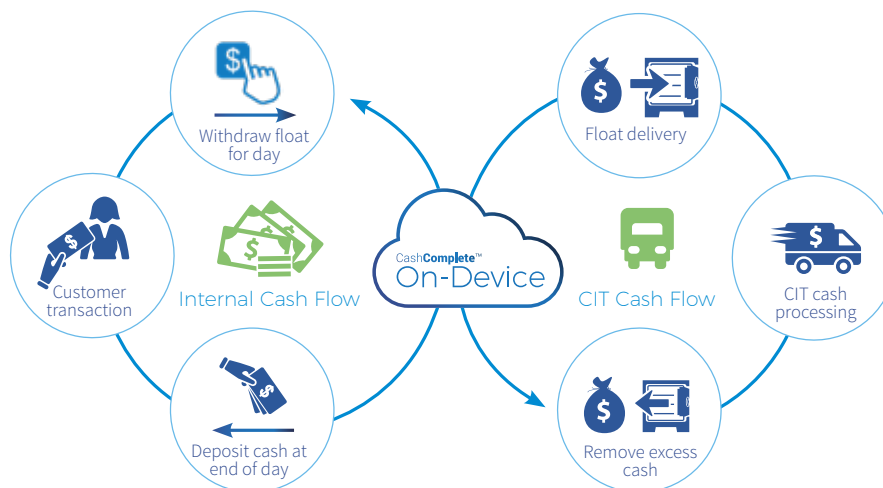 $
Withdraw float
for day
$
Float delivery
$
Customer
transaction
$
$
Internal Cash Flow
CashComplete™
On-Device
CIT Cash Flow
$
CIT cash
processing
$
Deposit cash at
end of day
$
Remove excess
cash